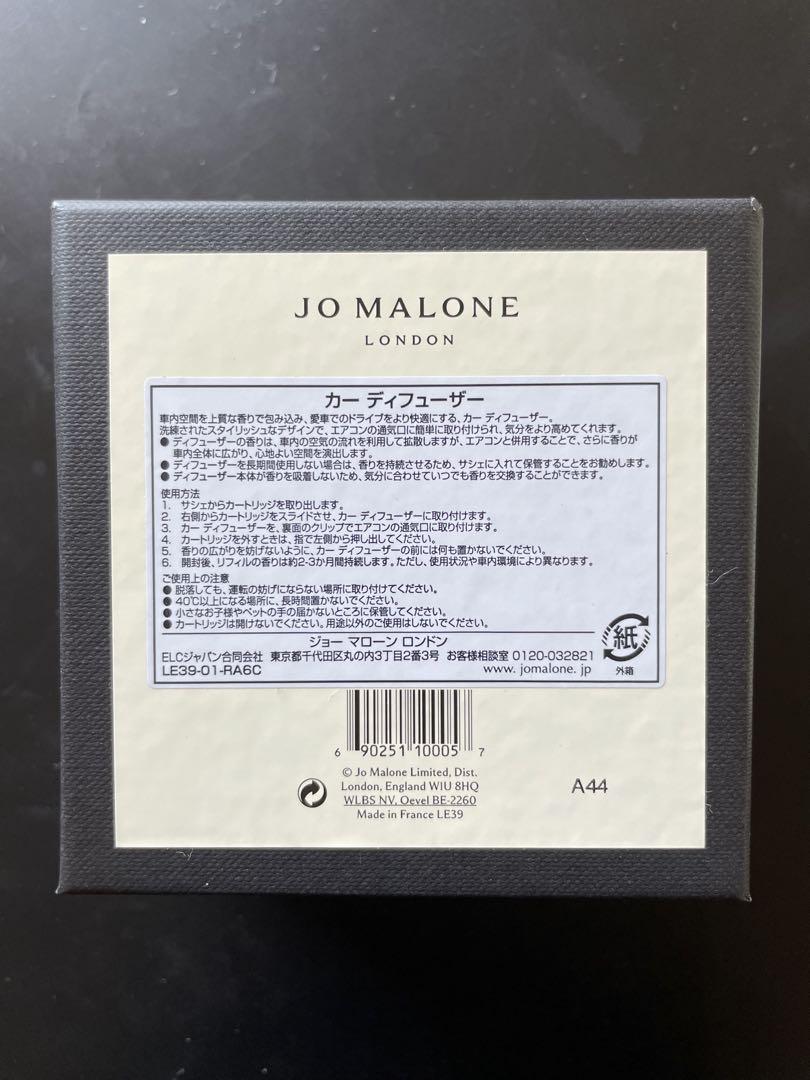 JO MALONE
LONDON
カー ディフューザー
車内空間を上質な香りで包み込み、愛車でのドライブをより快適にする、カー ディフューザー。
洗練されたスタイリッシュなデザインで、エアコンの通気口に簡単に取り付けられ、気分をより高めてくれます。
● ディフューザーの香りは、車内の空気の流れを利用して拡散しますが、エアコンと併用することで、さらに香りが
車内全体に広がり、心地よい空間を演出します。
● ディフューザーを長期間使用しない場合は、香りを持続させるため、サシェに入れて保管することをお勧めします。
● ディフューザー本体が香りを吸着しないため、気分に合わせていつでも香りを交換することができます。
使用方法
1. サシェからカートリッジを取り出します。
2. 右側からカートリッジをスライドさせ、カー ディフューザーに取り付けます。
3. カー ディフューザーを、裏面のクリップでエアコンの通気口に取り付けます。
4. カートリッジを外すときは、指で左側から押し出してください。
5. 香りの広がりを妨げないように、カー ディフューザーの前には何も置かないでください。
6. 開封後、リフィルの香りは約2-3か月間持続します。ただし、使用状況や車内環境により異なります。
ご使用上の注意
● 脱落しても、運転の妨げにならない場所に取り付けてください。
● 40℃以上になる場所に、長時間置かないでください。
● 小さなお子様やペットの手の届かないところに保管してください。
● カートリッジは開けないでください。用途以外のご使用はしないでください。
紙
外箱
ジョー マローン ロンドン
ELCジャパン合同会社 東京都千代田区丸の内3丁目2番3号 お客様相談室 0120-032821
LE39-01-RA6C www. jomalone. jp
6 90251 10005 7
© Jo Malone Limited, Dist.
London, England W1U 8HQ
WLBS NV, Oevel BE-2260
Made in France LE39
A44